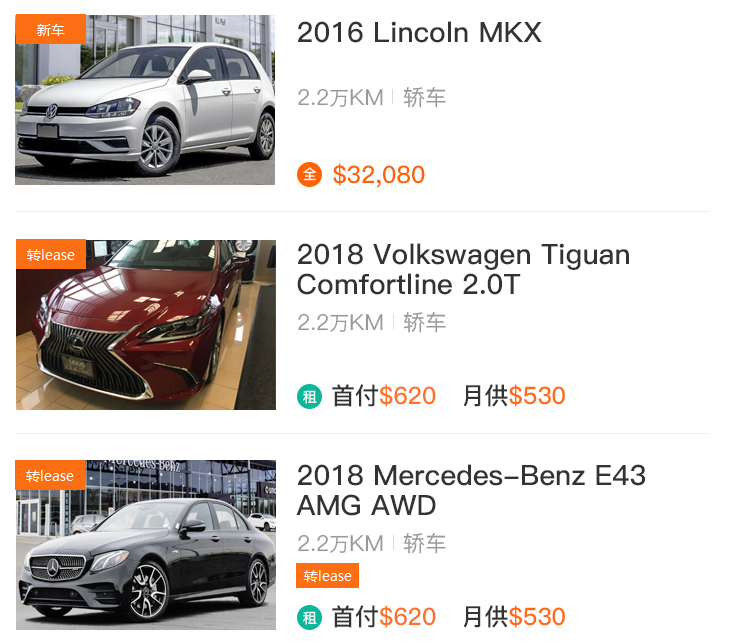 新车
2016 Lincoln MKX
2.2万KM 轿车
全 $32,080
转lease
2018 Volkswagen Tiguan
Comfortline 2.0T
2.2万KM 轿车
租 首付$620 月供$530
转lease
Mercedes-Benz
2018 Mercedes-Benz E43
AMG AWD
2.2万KM 轿车
转lease
租 首付$620 月供$530